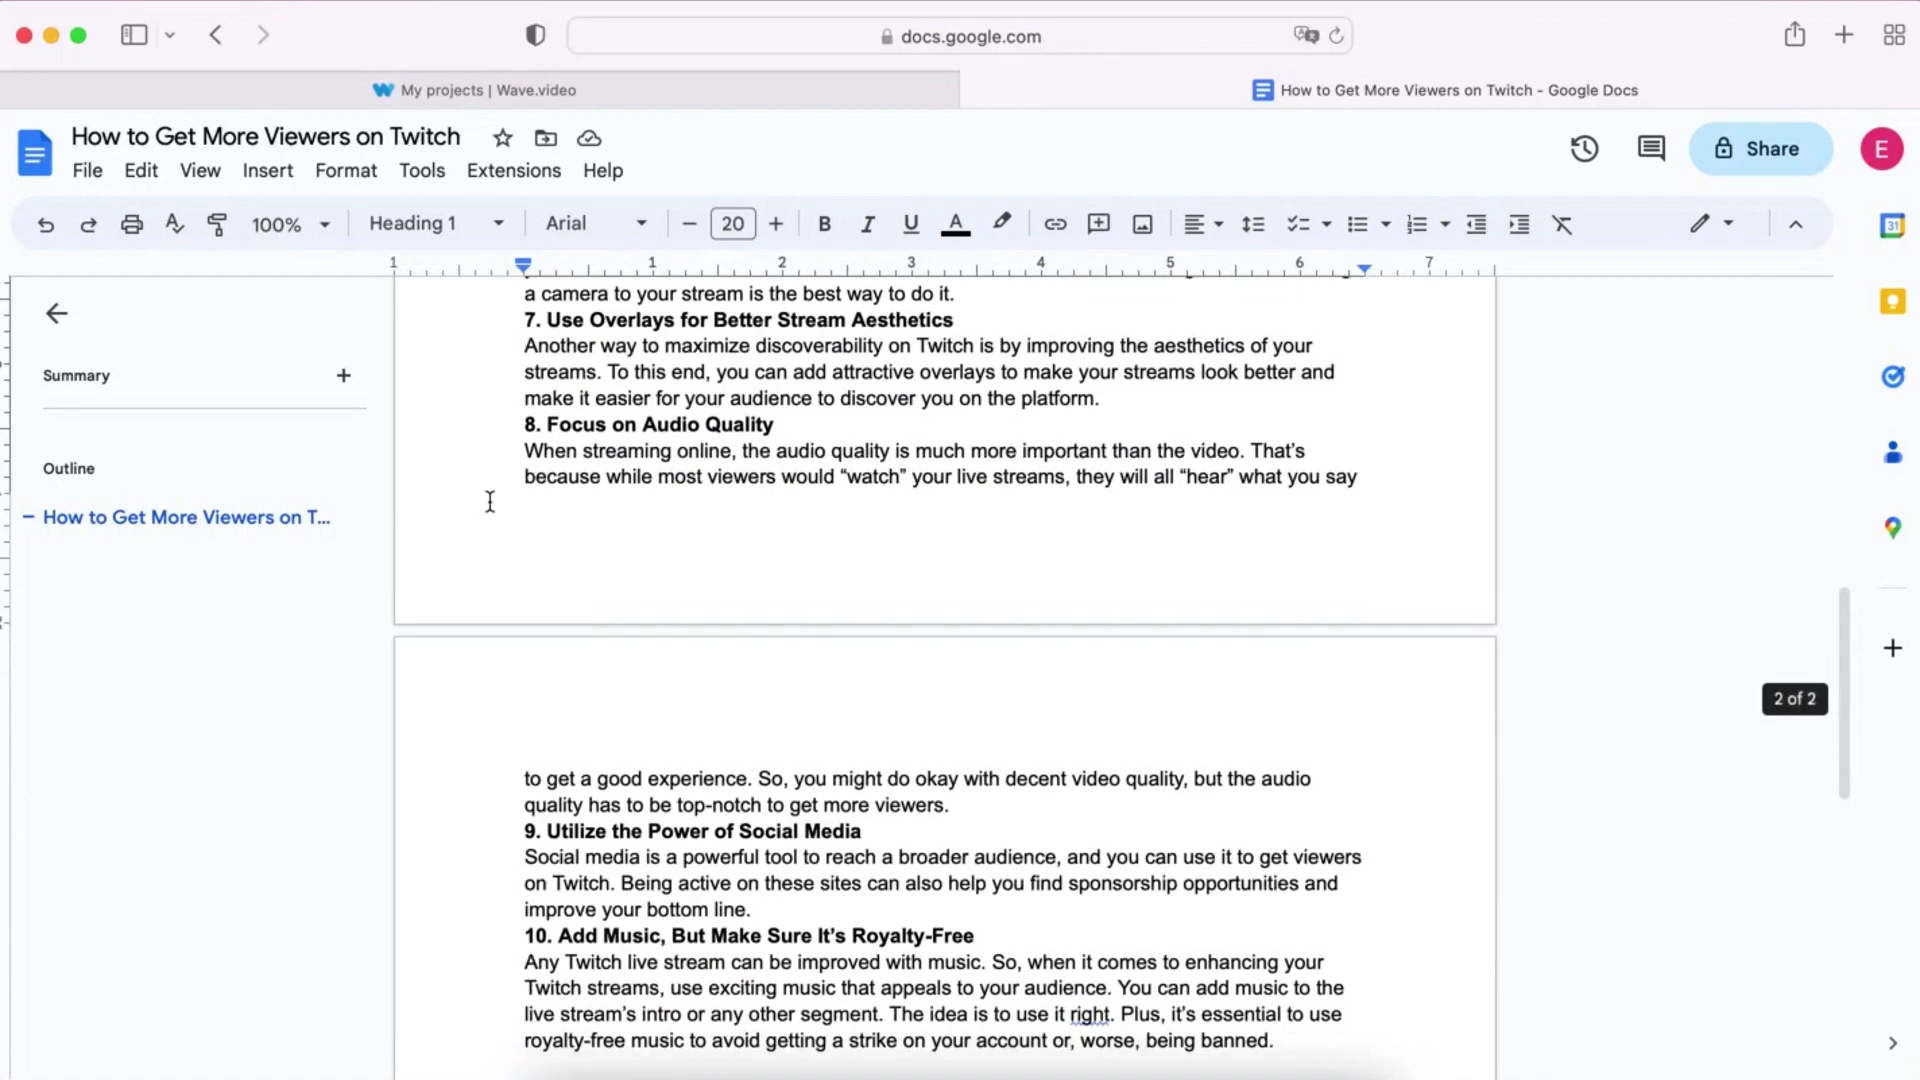 docs.google.com
My projects | Wave.video
How to Get More Viewers on Twitch - Google Docs
How to Get More Viewers on Twitch
File Edit View Insert Format Tools Extensions Help
Share
E
100% Heading 1 Arial 20 B I U A
31
1 1 2 3 4 5 6 7
a camera to your stream is the best way to do it.
7. Use Overlays for Better Stream Aesthetics
Another way to maximize discoverability on Twitch is by improving the aesthetics of your
streams. To this end, you can add attractive overlays to make your streams look better and
make it easier for your audience to discover you on the platform.
8. Focus on Audio Quality
When streaming online, the audio quality is much more important than the video. That’s
because while most viewers would “watch” your live streams, they will all “hear” what you say
Summary
Outline
How to Get More Viewers on T...
2 of 2
to get a good experience. So, you might do okay with decent video quality, but the audio
quality has to be top-notch to get more viewers.
9. Utilize the Power of Social Media
Social media is a powerful tool to reach a broader audience, and you can use it to get viewers
on Twitch. Being active on these sites can also help you find sponsorship opportunities and
improve your bottom line.
10. Add Music, But Make Sure It’s Royalty-Free
Any Twitch live stream can be improved with music. So, when it comes to enhancing your
Twitch streams, use exciting music that appeals to your audience. You can add music to the
live stream’s intro or any other segment. The idea is to use it right. Plus, it’s essential to use
royalty-free music to avoid getting a strike on your account or, worse, being banned.